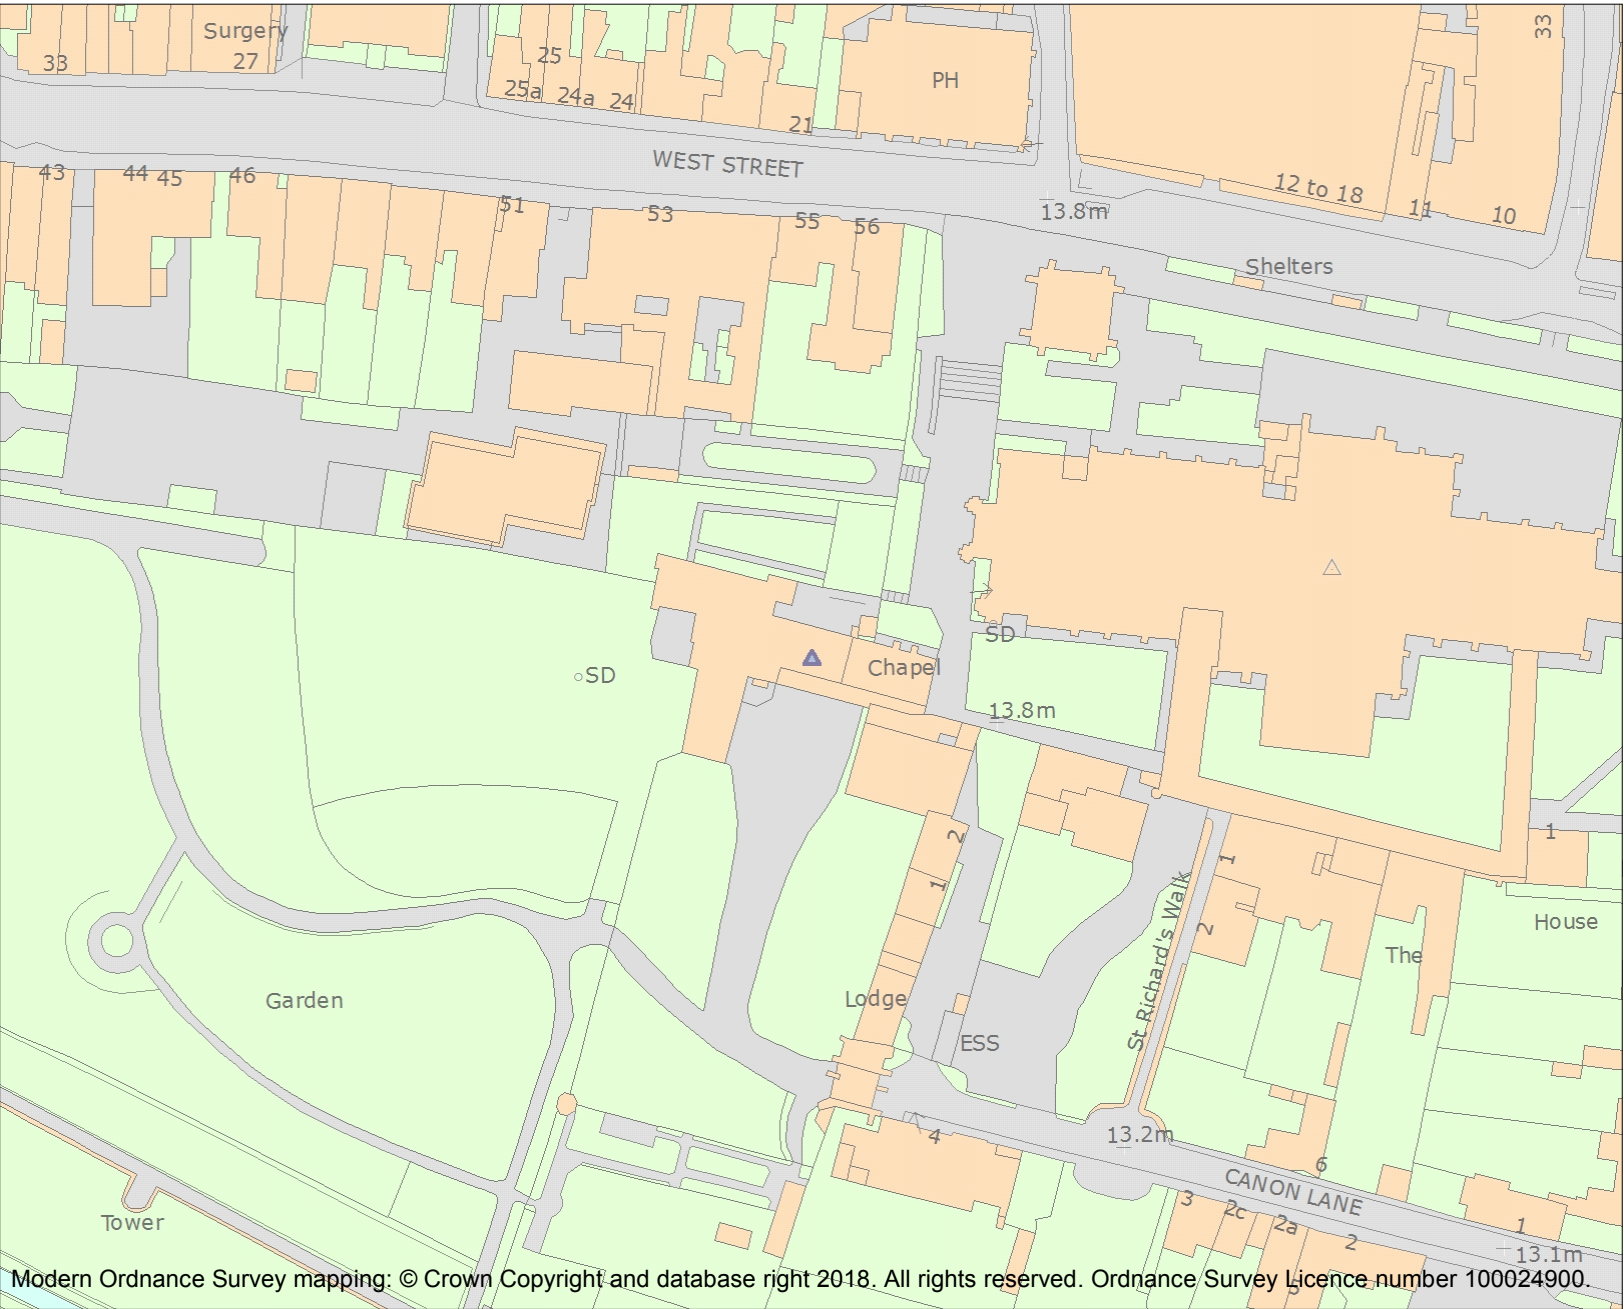 Surgery
33
27
25
25a
24a
24
21
PH
33
WEST STREET
43
44
45
46
51
53
55
56
13.8m
12 to 18
11
10
Shelters
SD
SD
Chapel
13.8m
2
1
1
2
1
St Richard's Walk
House
The
Garden
Lodge
ESS
4
13.2m
6
CANON LANE
3
2c
2a
2
1
13.1m
Tower
Modern Ordnance Survey mapping: © Crown Copyright and database right 2018. All rights reserved. Ordnance Survey Licence number 100024900.